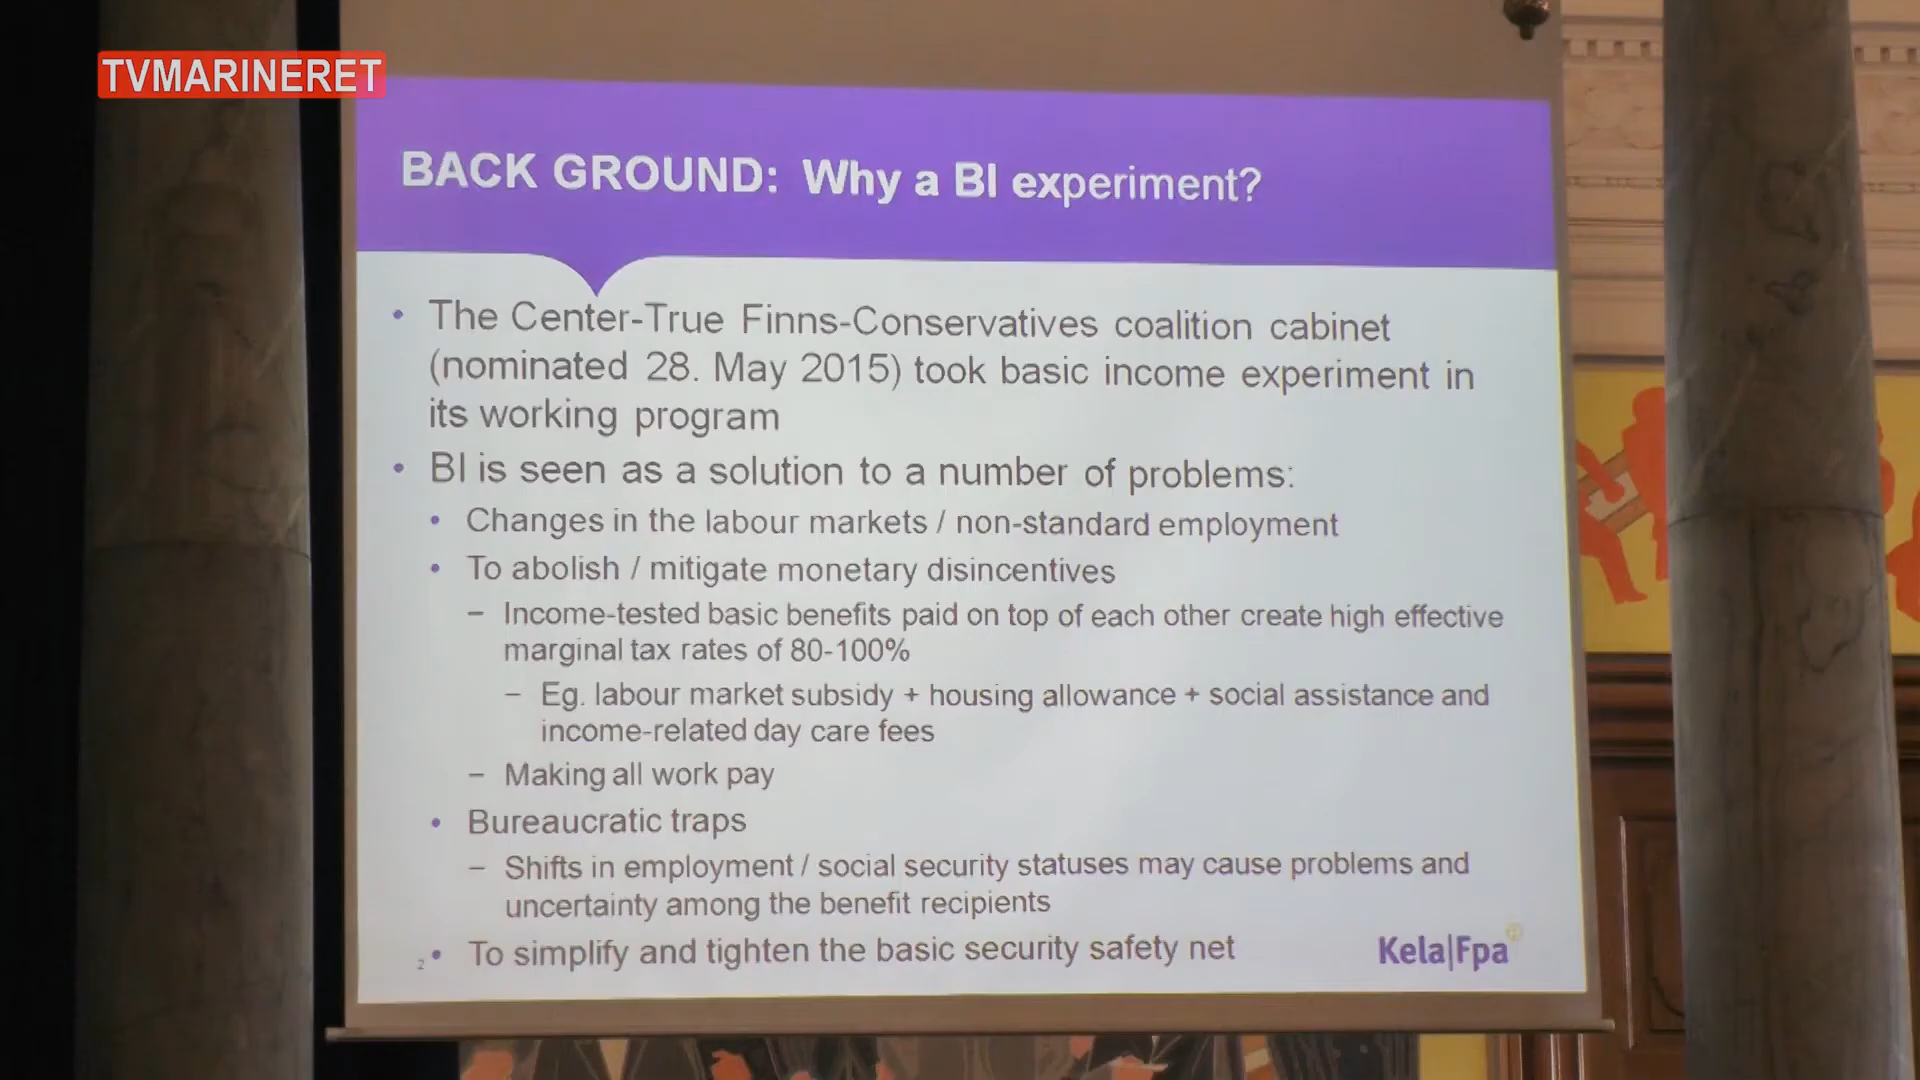 TVMARINERET
BACK GROUND: Why a BI experiment?
• The Center-True Finns-Conservatives coalition cabinet
(nominated 28. May 2015) took basic income experiment in
its working program
• BI is seen as a solution to a number of problems:
• Changes in the labour markets / non-standard employment
• To abolish / mitigate monetary disincentives
– Income-tested basic benefits paid on top of each other create high effective
marginal tax rates of 80-100%
– Eg. labour market subsidy + housing allowance + social assistance and
income-related day care fees
– Making all work pay
• Bureaucratic traps
– Shifts in employment / social security statuses may cause problems and
uncertainty among the benefit recipients
• To simplify and tighten the basic security safety net
2
Kela|Fpa